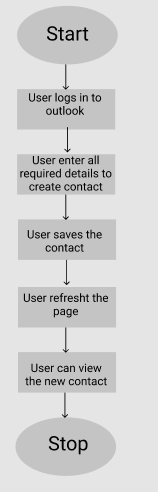 Start
User logs in to
outlook
User enter all
required details to
create contact
User saves the
contact
User refresht the
page
User can view
the new contact
Stop